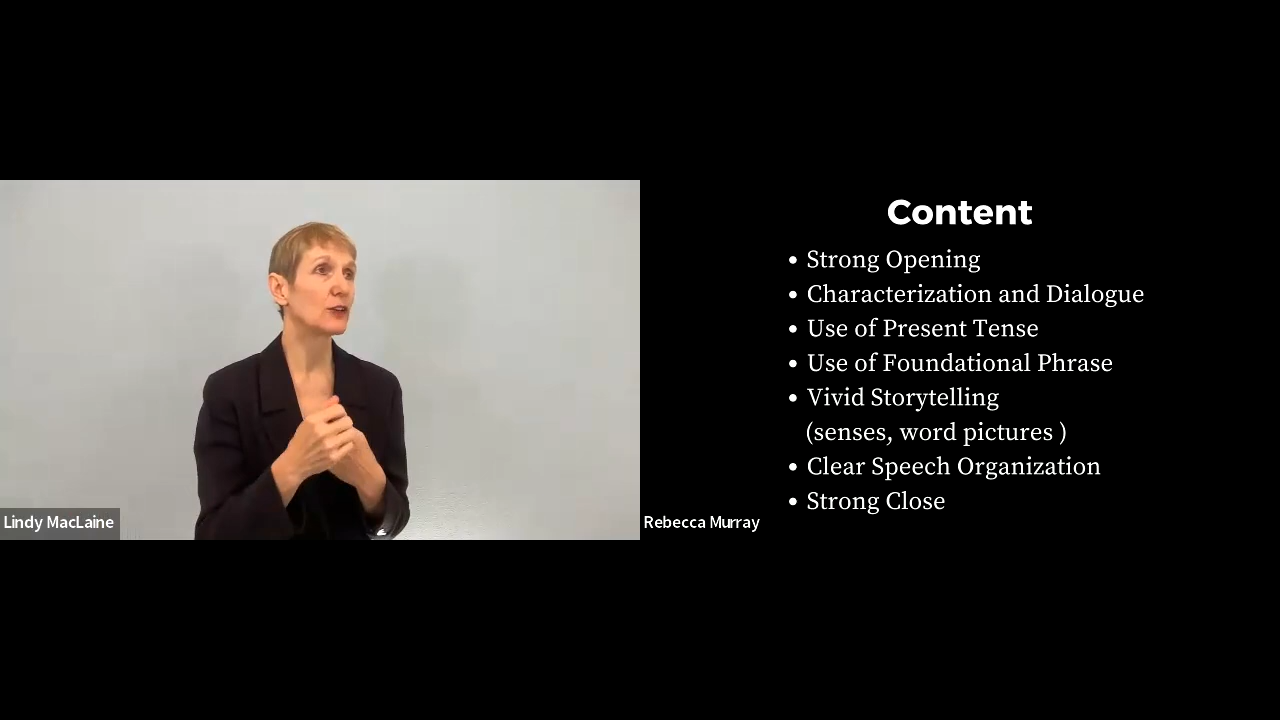 Content
• Strong Opening
• Characterization and Dialogue
• Use of Present Tense
• Use of Foundational Phrase
• Vivid Storytelling
(senses, word pictures )
• Clear Speech Organization
• Strong Close
Lindy MacLaine
Rebecca Murray